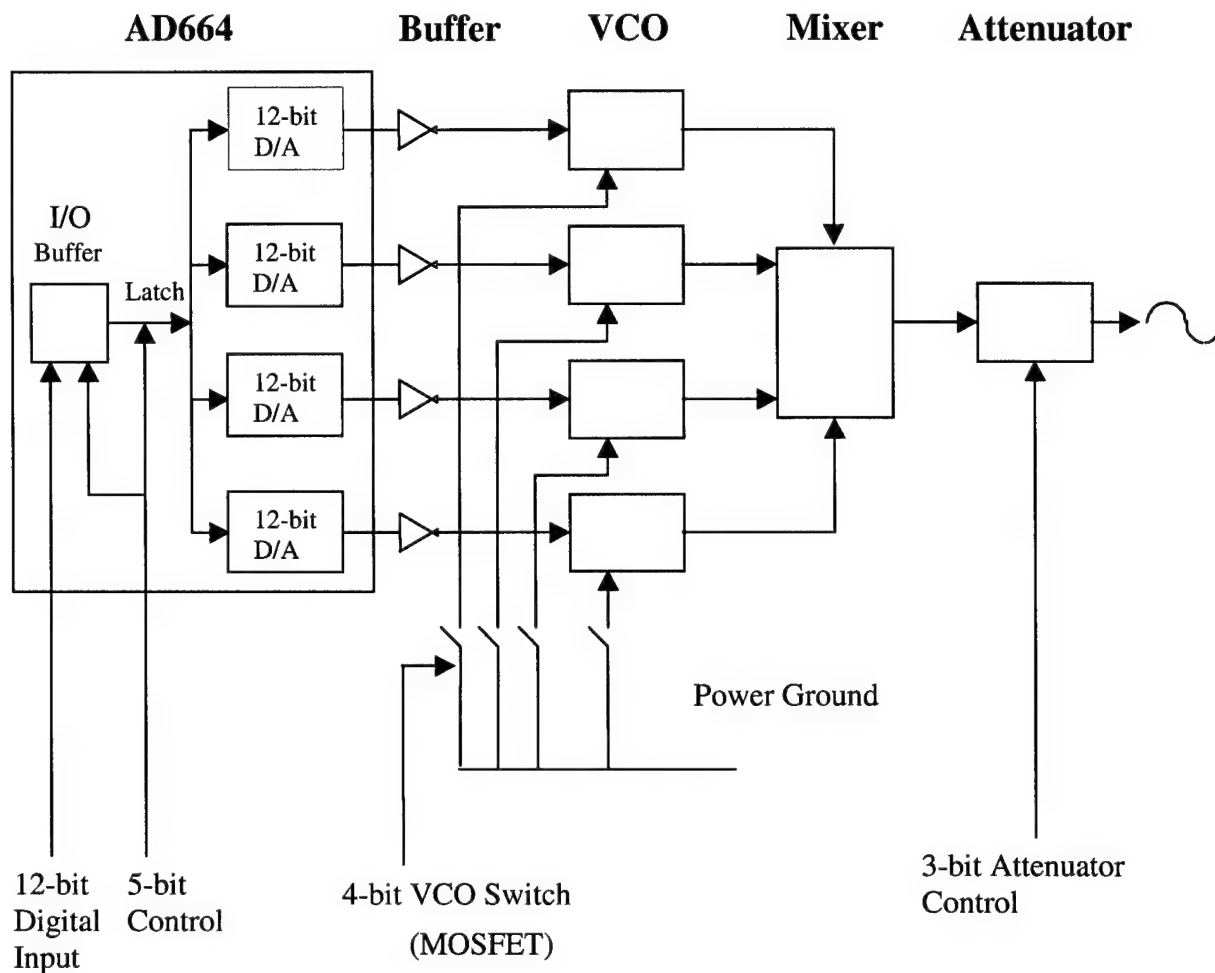 AD664
Buffer
VCO
Mixer
Attenuator
12-bit
D/A
I/O
Buffer
Latch
12-bit
D/A
12-bit
D/A
12-bit
D/A
Power Ground
12-bit
Digital
Input
5-bit
Control
4-bit VCO Switch
(MOSFET)
3-bit Attenuator
Control